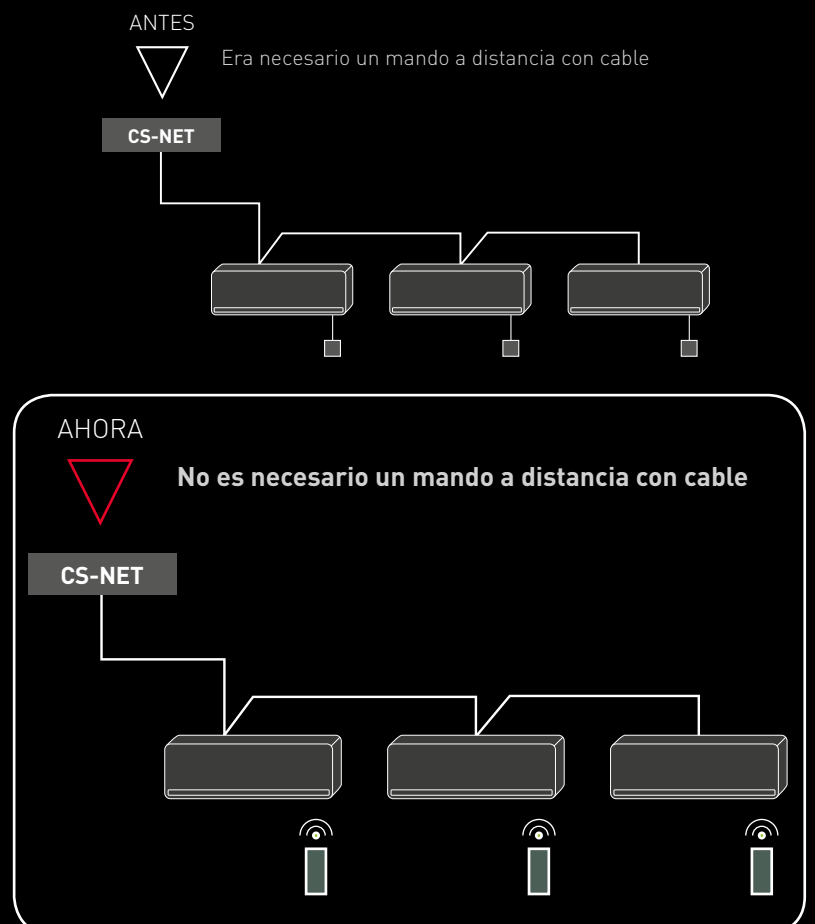 ANTES
Era necesario un mando a distancia con cable
CS-NET
AHORA
No es necesario un mando a distancia con cable
CS-NET